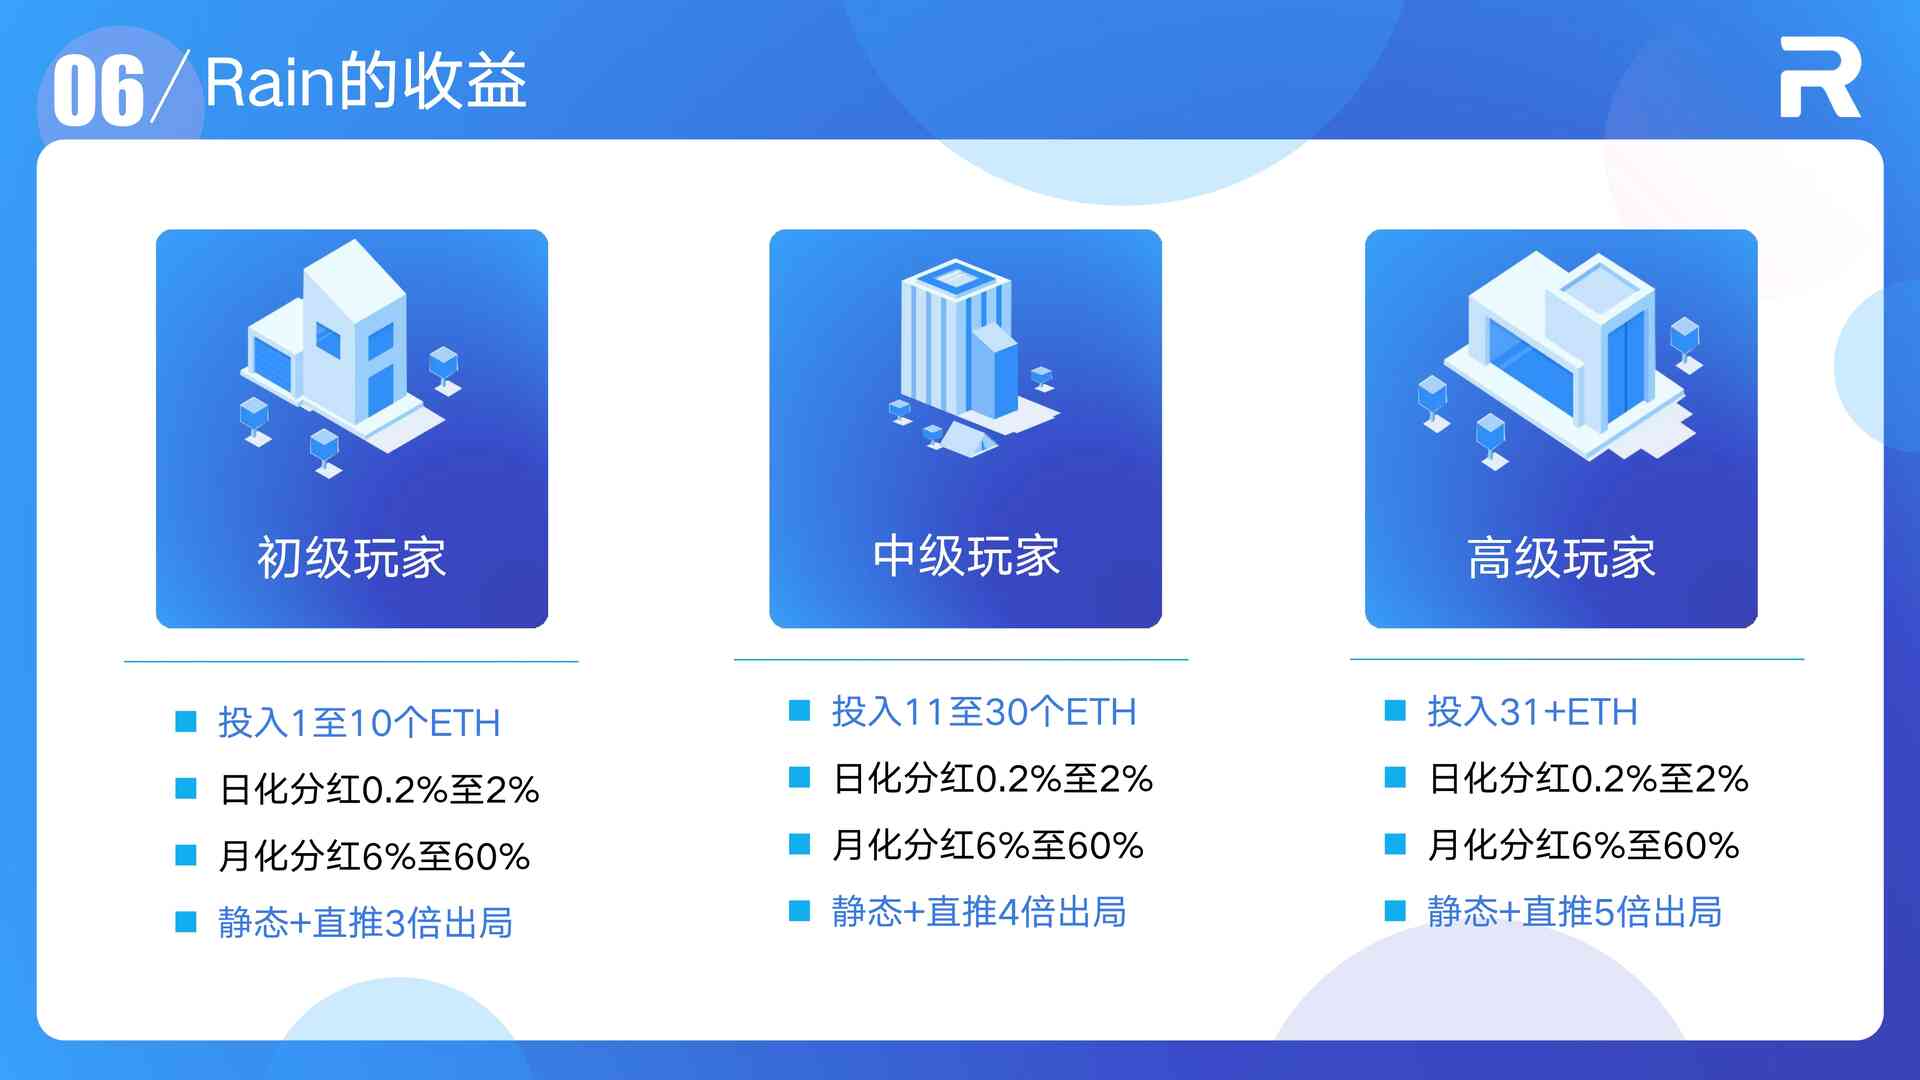 06/Rain的收益
初级玩家
投入1至10个ETH
日化分红0.2%至2%
月化分红6%至60%
静态+直推3倍出局
中级玩家
投入11至30个ETH
日化分红0.2%至2%
月化分红6%至60%
静态+直推4倍出局
高级玩家
投入31+ETH
日化分红0.2%至2%
月化分红6%至60%
静态+直推5倍出局